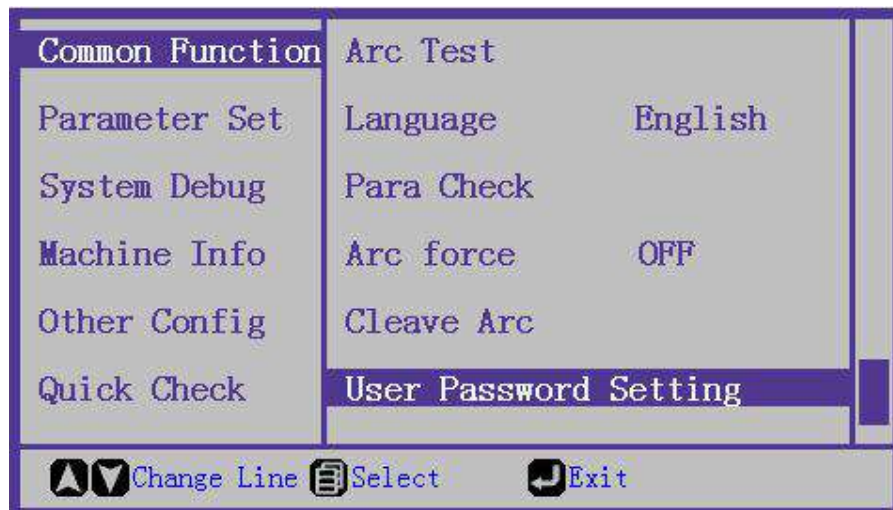 Common Function Arc Test
Parameter Set Language English
System Debug Para Check
Machine Info Arc force OFF
Other Config Cleave Arc
Quick Check User Password Setting
Change Line Select Exit